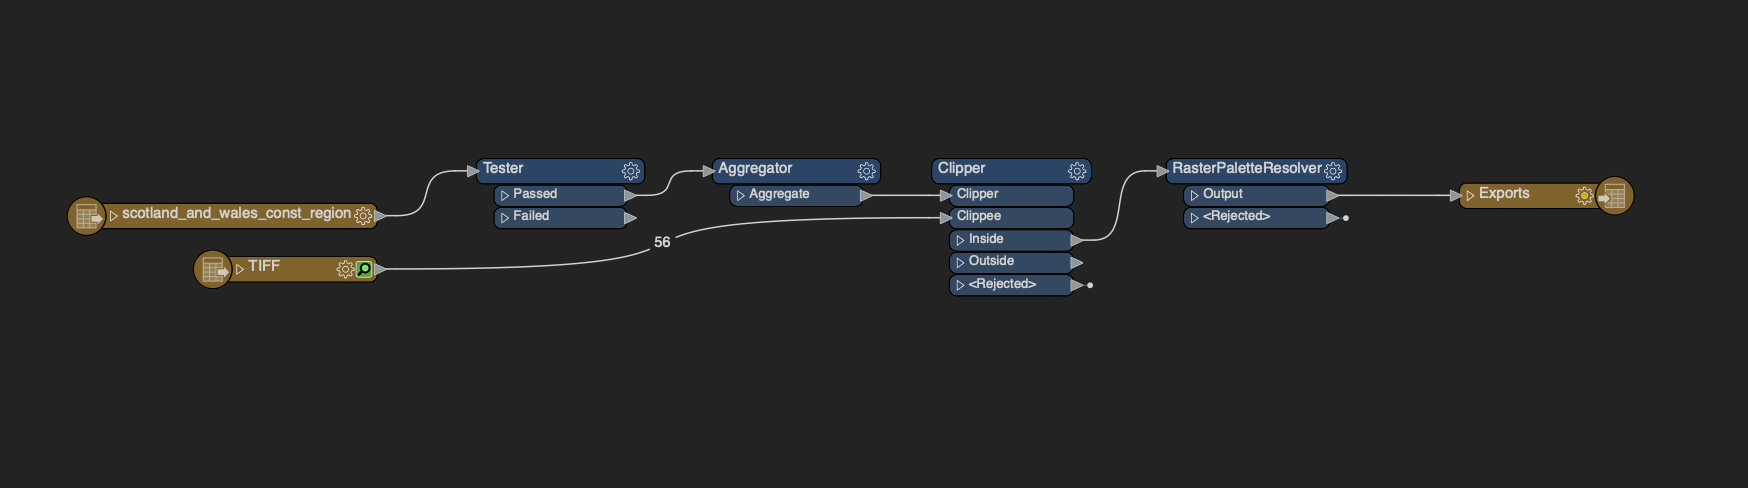 scotland_and_wales_const_region
TIFF
56
Tester
Passed
Failed
Aggregator
Aggregate
Clipper
Clipper
Clippee
Inside
Outside
<Rejected>
RasterPaletteResolver
Output
<Rejected>
Exports